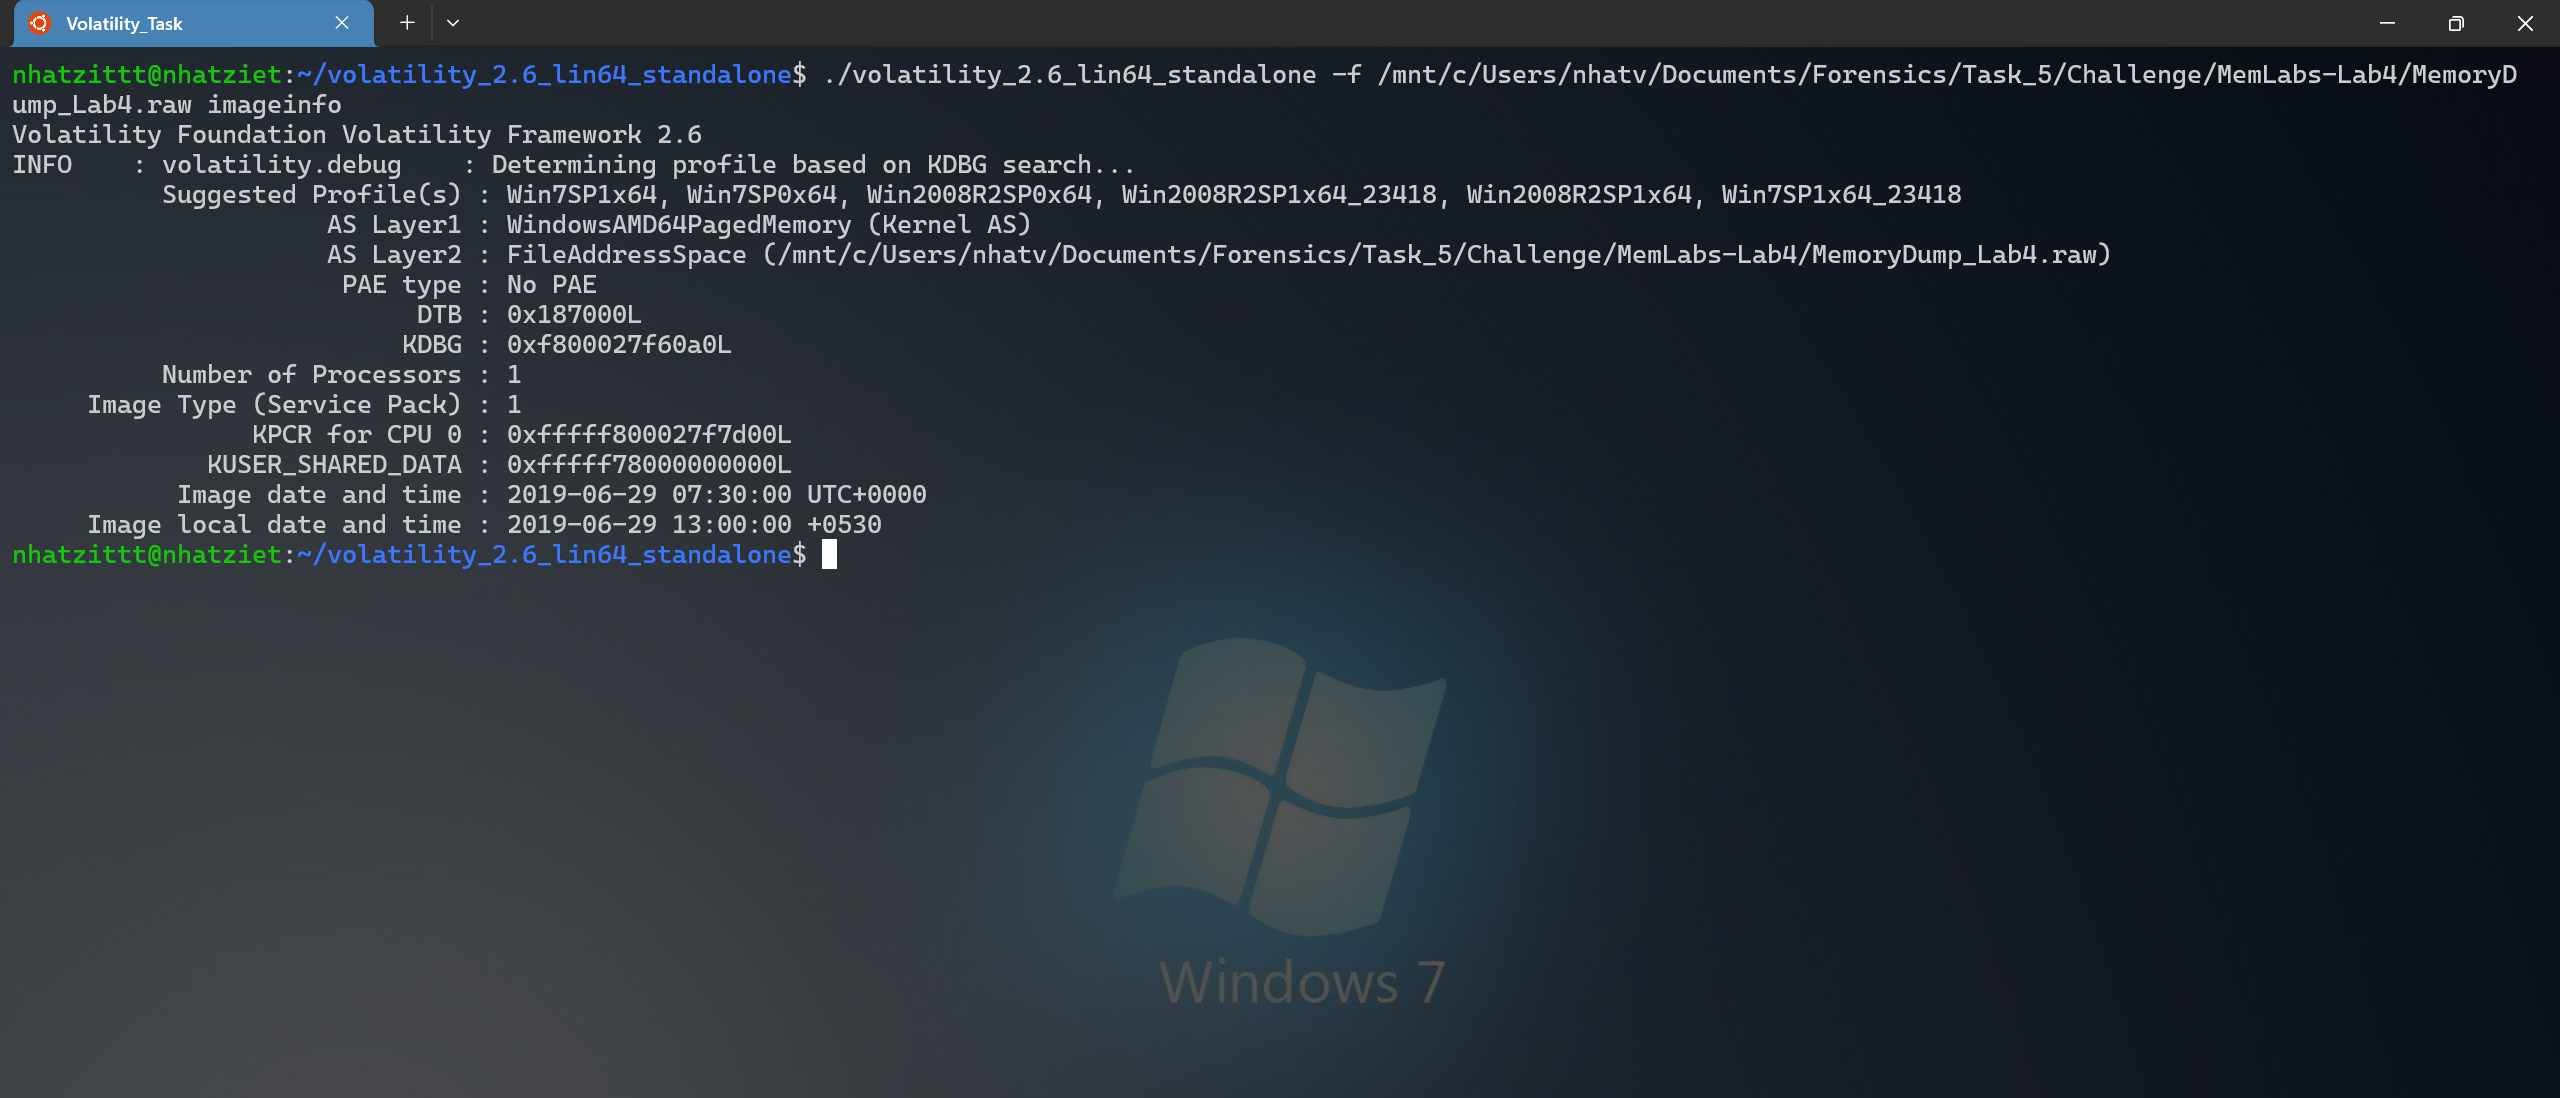 Volatility_Task
nhatzittt@nhatziet:~/volatility_2.6_lin64_standalone$ ./volatility_2.6_lin64_standalone -f /mnt/c/Users/nhatv/Documents/Forensics/Task_5/Challenge/MemLabs-Lab4/MemoryD
ump_Lab4.raw imageinfo
Volatility Foundation Volatility Framework 2.6
INFO    : volatility.debug    : Determining profile based on KDBG search...
Suggested Profile(s) : Win7SP1x64, Win7SP0x64, Win2008R2SP0x64, Win2008R2SP1x64_23418, Win2008R2SP1x64, Win7SP1x64_23418
AS Layer1 : WindowsAMD64PagedMemory (Kernel AS)
AS Layer2 : FileAddressSpace (/mnt/c/Users/nhatv/Documents/Forensics/Task_5/Challenge/MemLabs-Lab4/MemoryDump_Lab4.raw)
PAE type : No PAE
DTB : 0x187000L
KDBG : 0xf800027f60a0L
Number of Processors : 1
Image Type (Service Pack) : 1
KPCR for CPU 0 : 0xfffff800027f7d00L
KUSER_SHARED_DATA : 0xfffff78000000000L
Image date and time : 2019-06-29 07:30:00 UTC+0000
Image local date and time : 2019-06-29 13:00:00 +0530
nhatzittt@nhatziet:~/volatility_2.6_lin64_standalone$
Windows 7